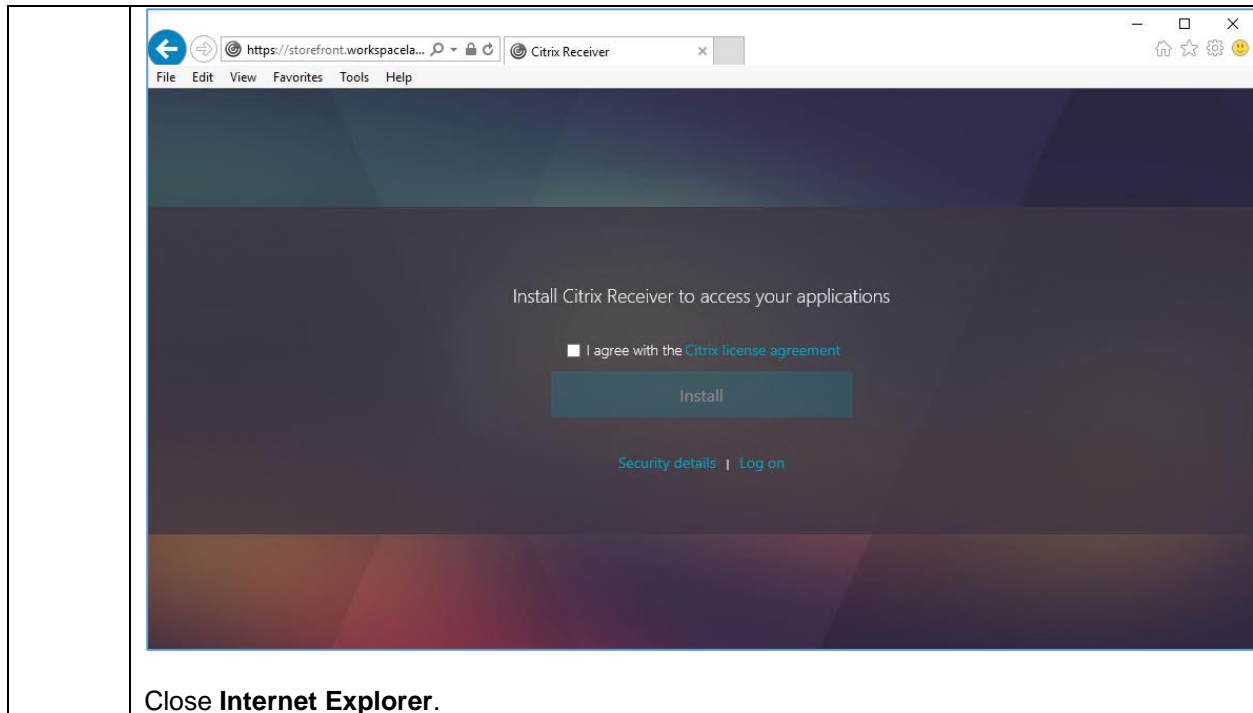 https://storefront.workspacela...
Citrix Receiver
File Edit View Favorites Tools Help
Install Citrix Receiver to access your applications
I agree with the Citrix license agreement
Install
Security details | Log on
Close Internet Explorer.